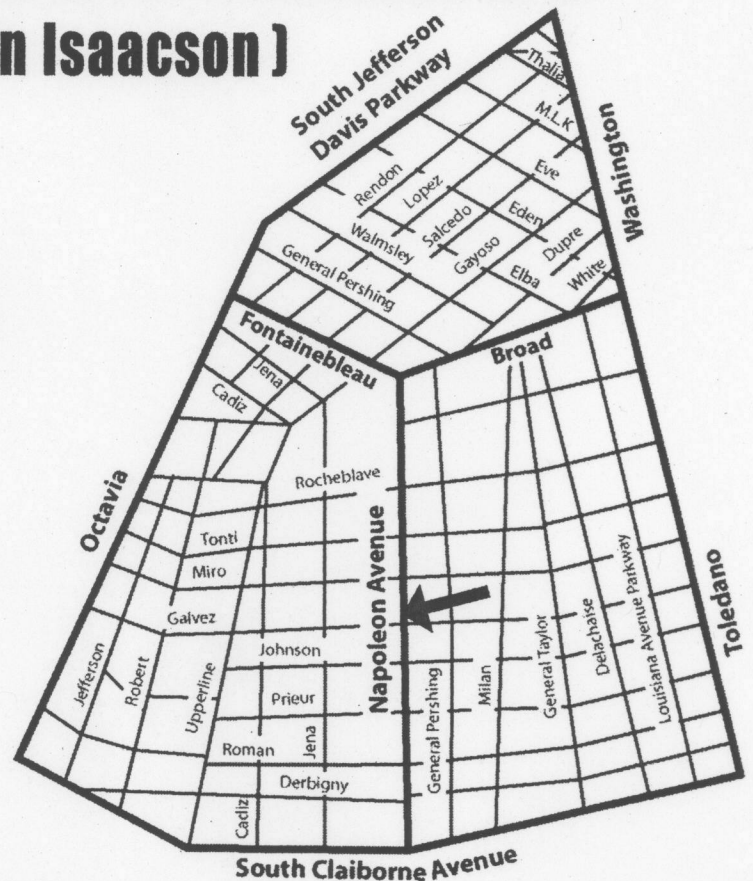 n Isaacson )
South Jefferson
Davis Parkway
Thalia
M.L.K
Washington
Eve
Rendon
Lopez
Eden
Salcedo
Dupre
Walmsley
Gayoso
White
General Pershing
Elba
Fontainebleau
Broad
Jena
Cadiz
Octavia
Rocheblave
Tonti
Miro
Napoleon Avenue
Galvez
Johnson
Jefferson
Robert
Upperline
Prieur
Jena
Roman
Derbigny
Cadiz
General Pershing
Milan
General Taylor
Delachaise
Louisiana Avenue Parkway
Toledano
South Claiborne Avenue